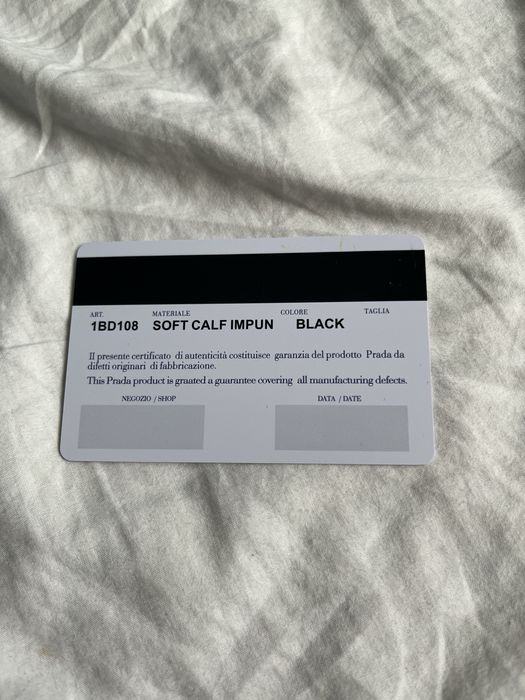 ART. MATERIALE COLORE TAGLIA
1BD108 SOFT CALF IMPUN BLACK
Il presente certificato di autenticità costituisce garanzia del prodotto Prada da
difetti originari di fabbricazione.
This Prada product is graated a guarantee covering all manufacturing defects.
NEGOZIO / SHOP DATA / DATE